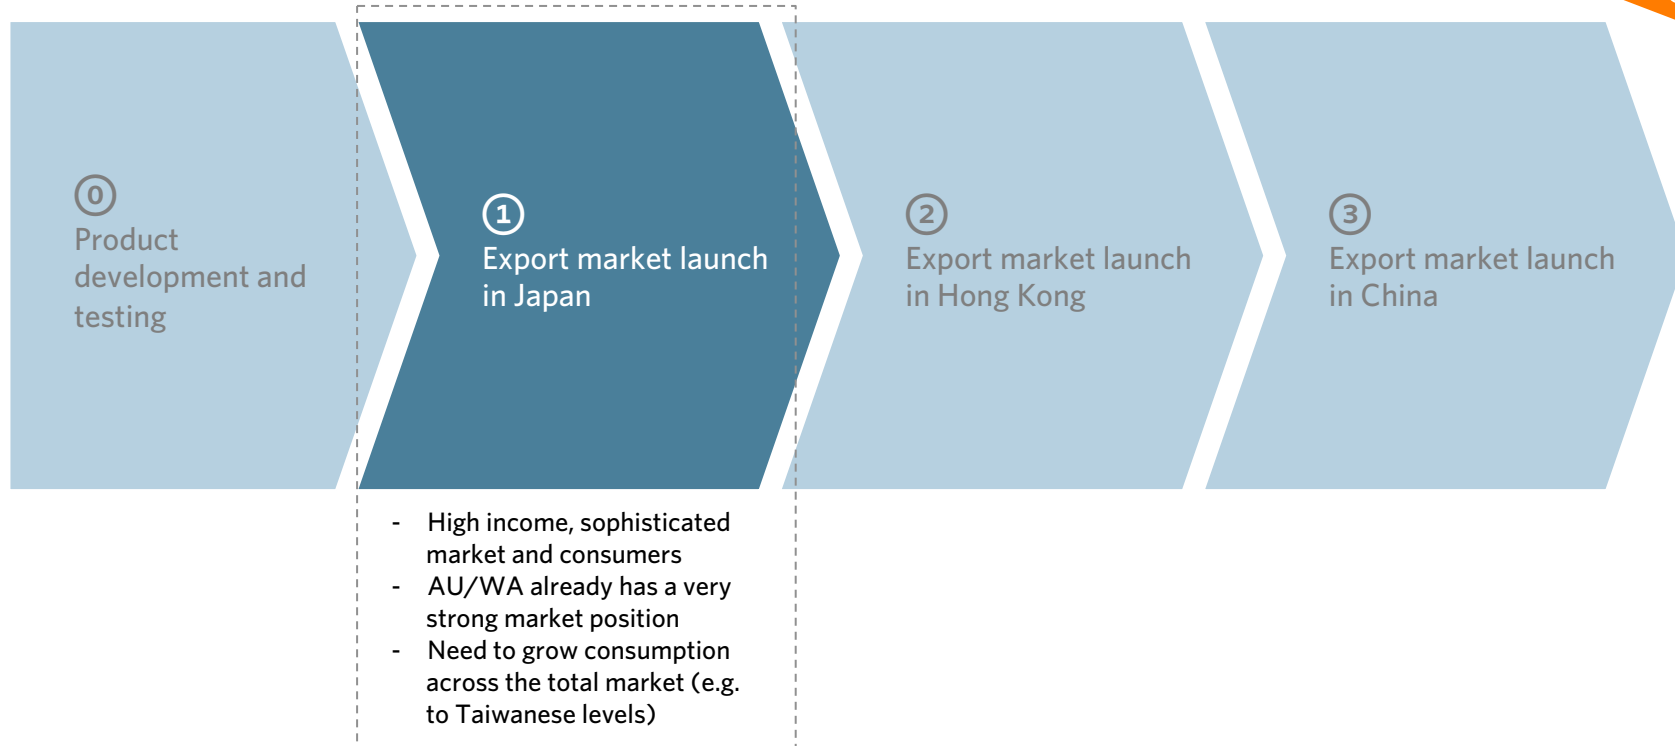 0
Product
development and
testing
1
Export market launch
in Japan
2
Export market launch
in Hong Kong
3
Export market launch
in China
- High income, sophisticated
market and consumers
- AU/WA already has a very
strong market position
- Need to grow consumption
across the total market (e.g.
to Taiwanese levels)